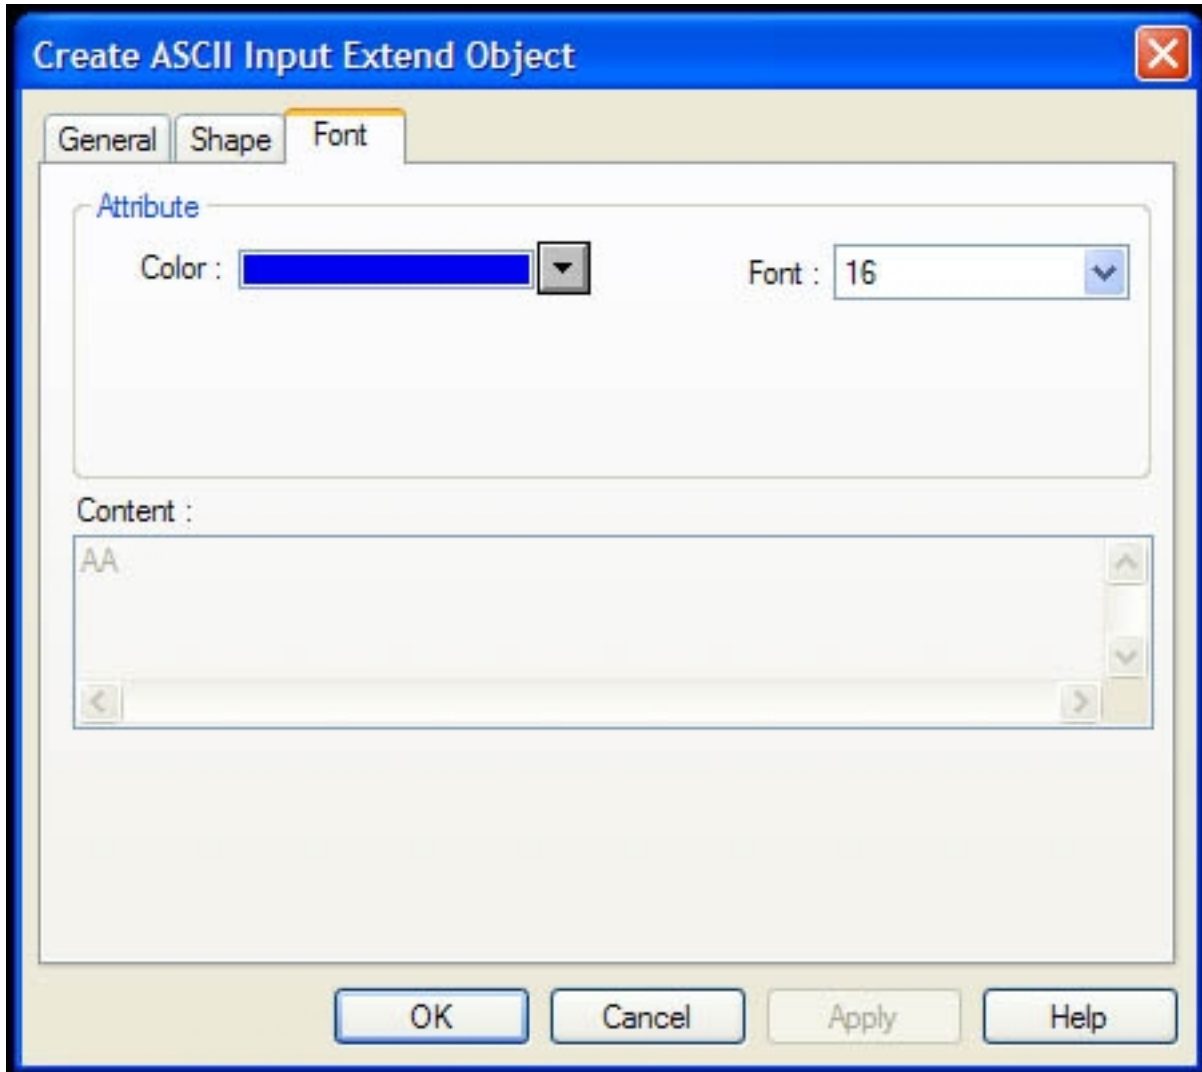 Create ASCII Input Extend Object
General Shape Font
Attribute
Color : Font : 16
Content :
AA
OK Cancel Apply Help